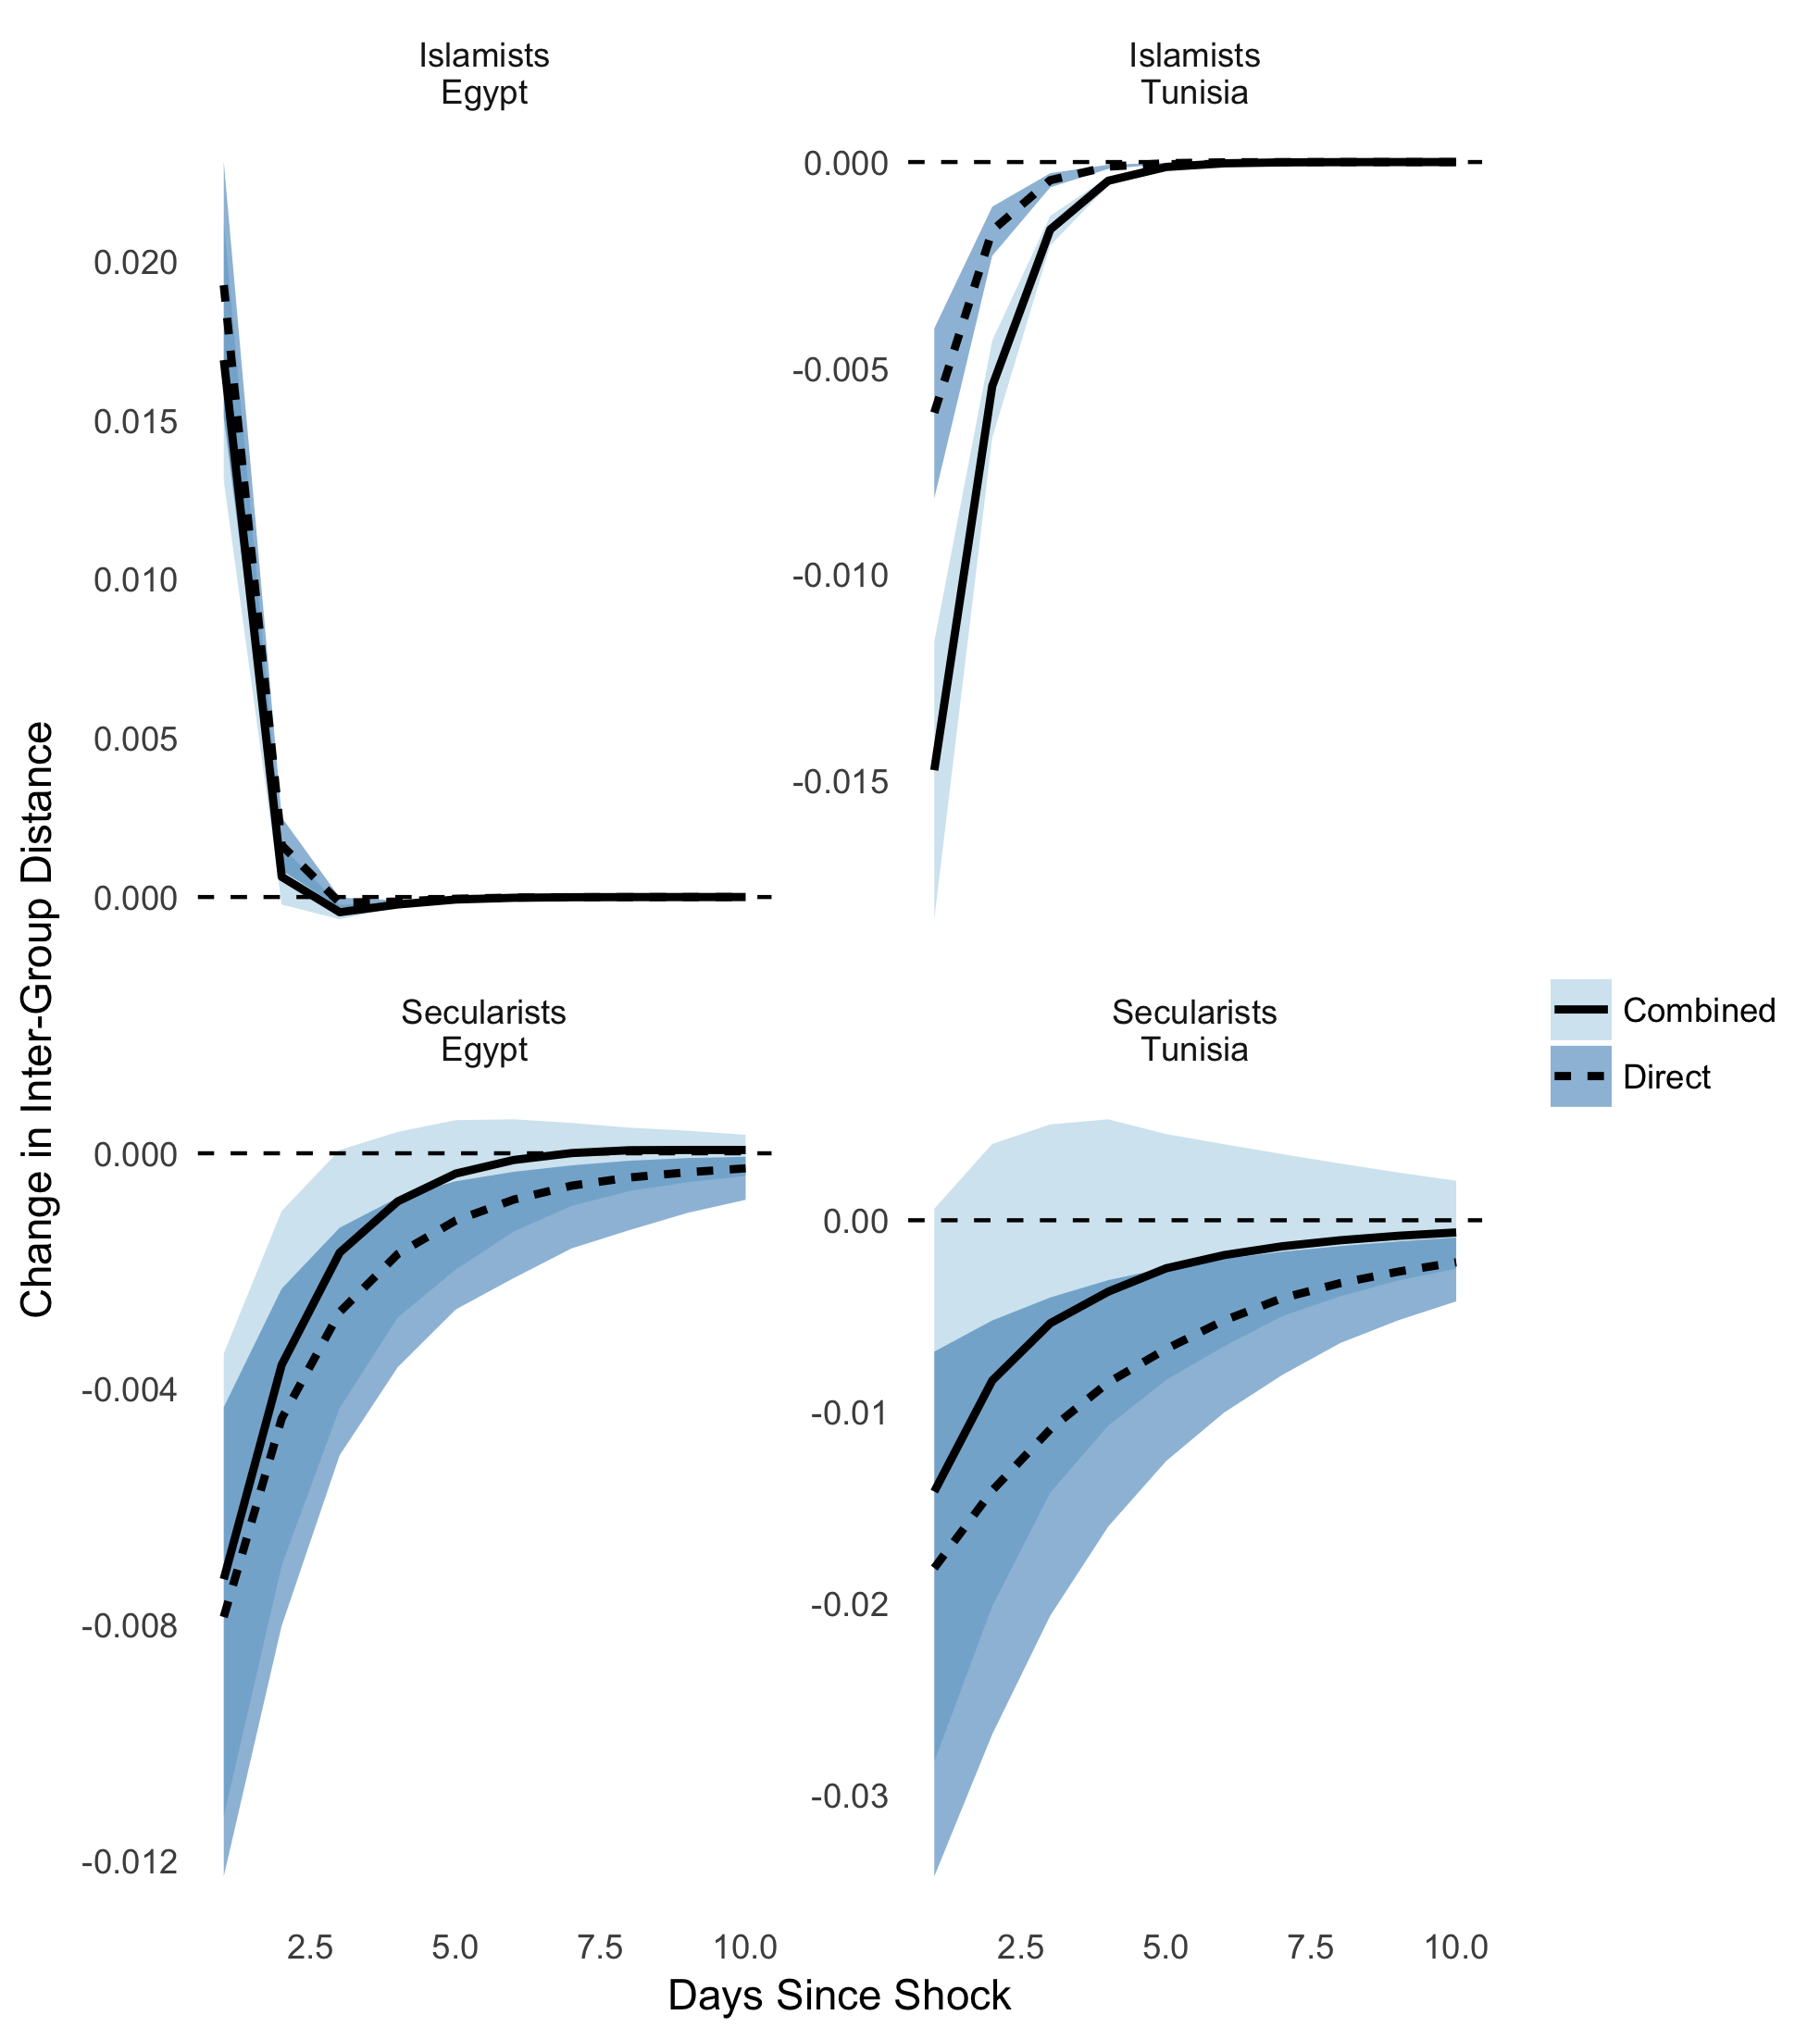 Islamists
Egypt
Islamists
Tunisia
0.020
0.015
0.010
0.005
0.000
0.000
-0.005
-0.010
-0.015
Change in Inter-Group Distance
Secularists
Egypt
Secularists
Tunisia
0.000
-0.004
-0.008
-0.012
0.00
-0.01
-0.02
-0.03
Combined
Direct
2.5
5.0
7.5
10.0
2.5
5.0
7.5
10.0
Days Since Shock